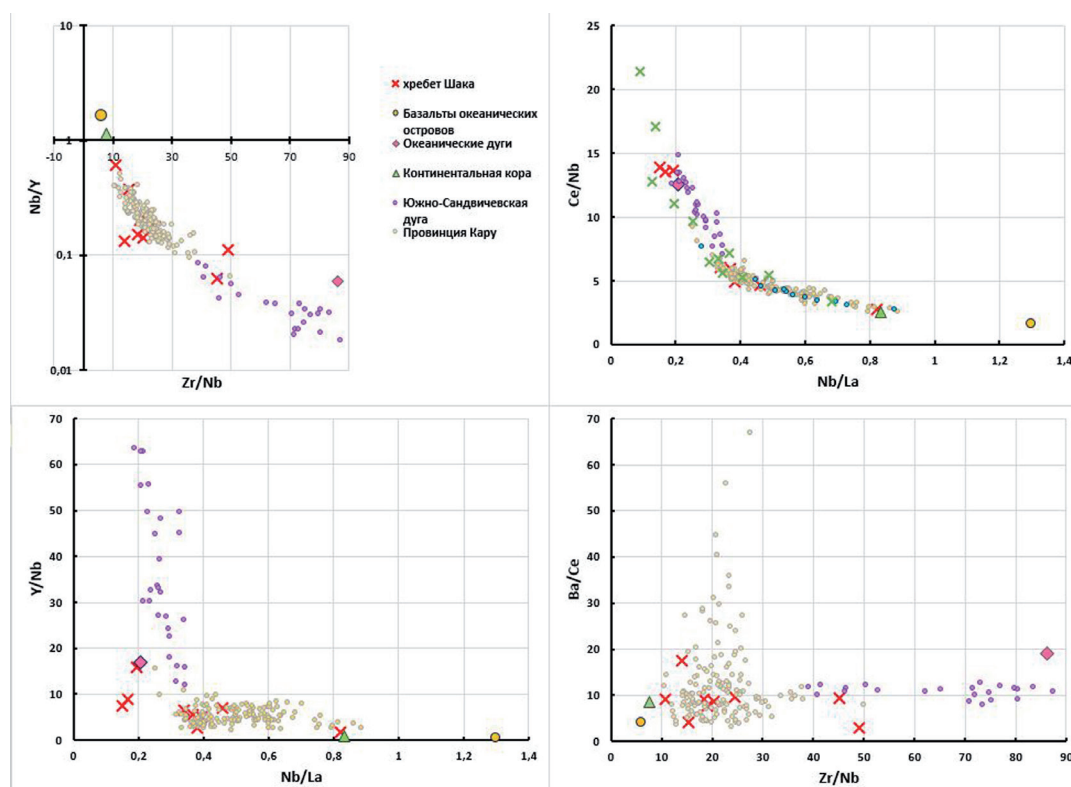 10
1
-10 10 30 50 70 90
0,1
0,01
Nb/Y
Zr/Nb
хребет Шака
Базальты океанических
островов
Океанические дуги
Континентальная кора
Южно-Сандвичевская
дуга
Провинция Кару
25
20
15
10
5
0
Ce/Nb
0 0,2 0,4 0,6 0,8 1 1,2 1,4
Nb/La
70
60
50
40
30
20
10
0
Y/Nb
0 0,2 0,4 0,6 0,8 1 1,2 1,4
Nb/La
70
60
50
40
30
20
10
0
Ba/Ce
0 10 20 30 40 50 60 70 80 90
Zr/Nb